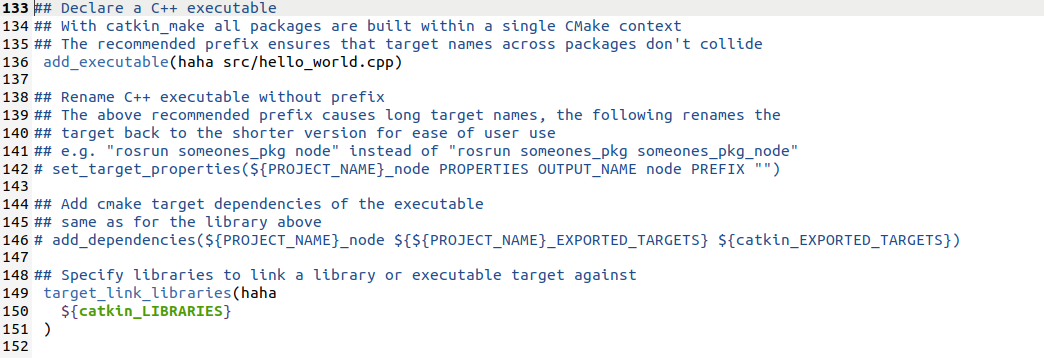 133 ## Declare a C++ executable
134 ## With catkin_make all packages are built within a single CMake context
135 ## The recommended prefix ensures that target names across packages don't collide
136 add_executable(haha src/hello_world.cpp)
137
138 ## Rename C++ executable without prefix
139 ## The above recommended prefix causes long target names, the following renames the
140 ## target back to the shorter version for ease of user use
141 ## e.g. "rosrun someones_pkg node" instead of "rosrun someones_pkg someones_pkg_node"
142 # set_target_properties(${PROJECT_NAME}_node PROPERTIES OUTPUT_NAME node PREFIX "")
143
144 ## Add cmake target dependencies of the executable
145 ## same as for the library above
146 # add_dependencies(${PROJECT_NAME}_node ${${PROJECT_NAME}_EXPORTED_TARGETS} ${catkin_EXPORTED_TARGETS})
147
148 ## Specify libraries to link a library or executable target against
149 target_link_libraries(haha
150   ${catkin_LIBRARIES}
151 )
152